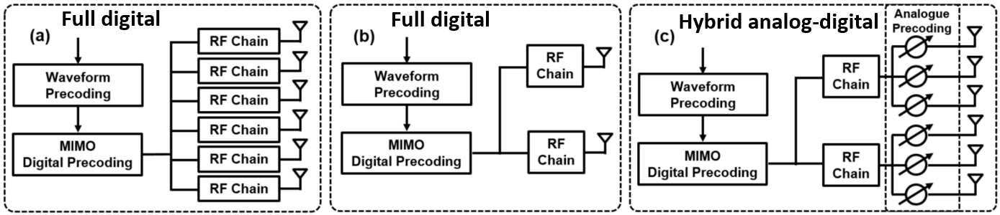 Full digital
(a)
Waveform
Precoding
MIMO
Digital Precoding
RF Chain
RF Chain
RF Chain
RF Chain
RF Chain
RF Chain
Full digital
(b)
Waveform
Precoding
MIMO
Digital Precoding
RF
Chain
RF
Chain
Hybrid analog-digital
(c)
Waveform
Precoding
MIMO
Digital Precoding
RF
Chain
RF
Chain
Analogue
Precoding